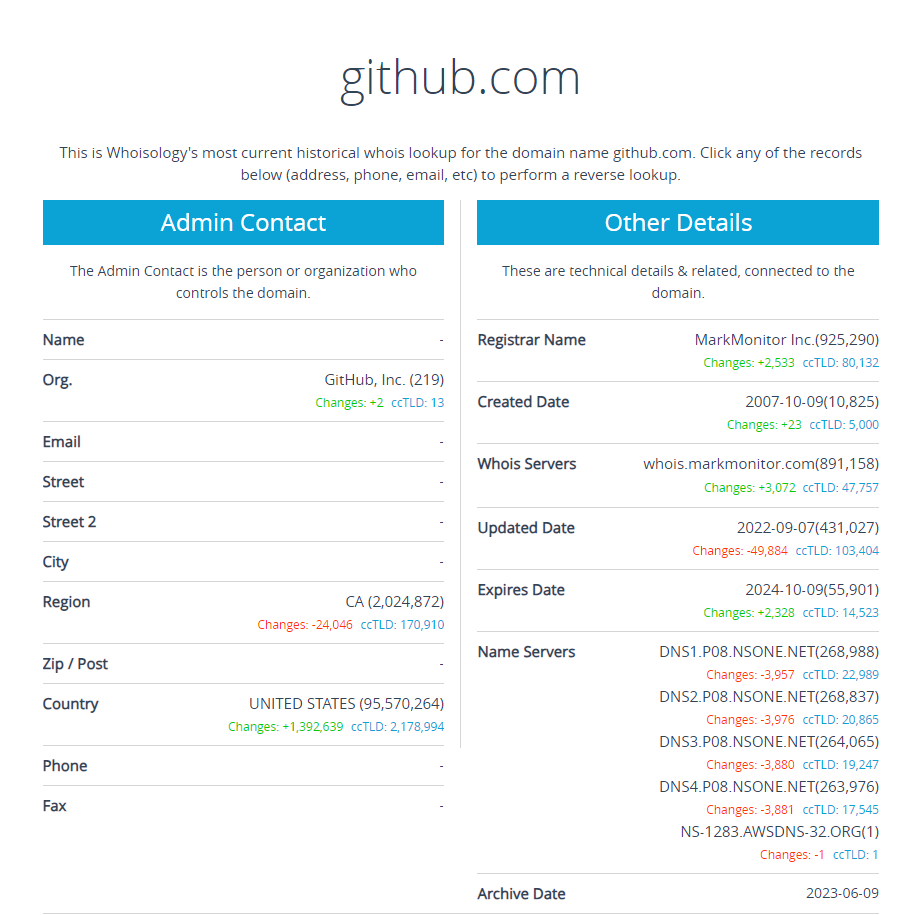 github.com
This is Whoisology's most current historical whois lookup for the domain name github.com. Click any of the records
below (address, phone, email, etc) to perform a reverse lookup.
Admin Contact
The Admin Contact is the person or organization who
controls the domain.
Name -
Org. GitHub, Inc. (219)
Changes: +2 ccTLD: 13
Email -
Street -
Street 2 -
City -
Region CA (2,024,872)
Changes: -24,046 ccTLD: 170,910
Zip / Post -
Country UNITED STATES (95,570,264)
Changes: +1,392,639 ccTLD: 2,178,994
Phone -
Fax -
Other Details
These are technical details & related, connected to the
domain.
Registrar Name MarkMonitor Inc.(925,290)
Changes: +2,533 ccTLD: 80,132
Created Date 2007-10-09(10,825)
Changes: +23 ccTLD: 5,000
Whois Servers whois.markmonitor.com(891,158)
Changes: +3,072 ccTLD: 47,757
Updated Date 2022-09-07(431,027)
Changes: -49,884 ccTLD: 103,404
Expires Date 2024-10-09(55,901)
Changes: +2,328 ccTLD: 14,523
Name Servers DNS1.P08.NSONE.NET(268,988)
Changes: -3,957 ccTLD: 22,989
DNS2.P08.NSONE.NET(268,837)
Changes: -3,976 ccTLD: 20,865
DNS3.P08.NSONE.NET(264,065)
Changes: -3,880 ccTLD: 19,247
DNS4.P08.NSONE.NET(263,976)
Changes: -3,881 ccTLD: 17,545
NS-1283.AWSDNS-32.ORG(1)
Changes: -1 ccTLD: 1
Archive Date 2023-06-09